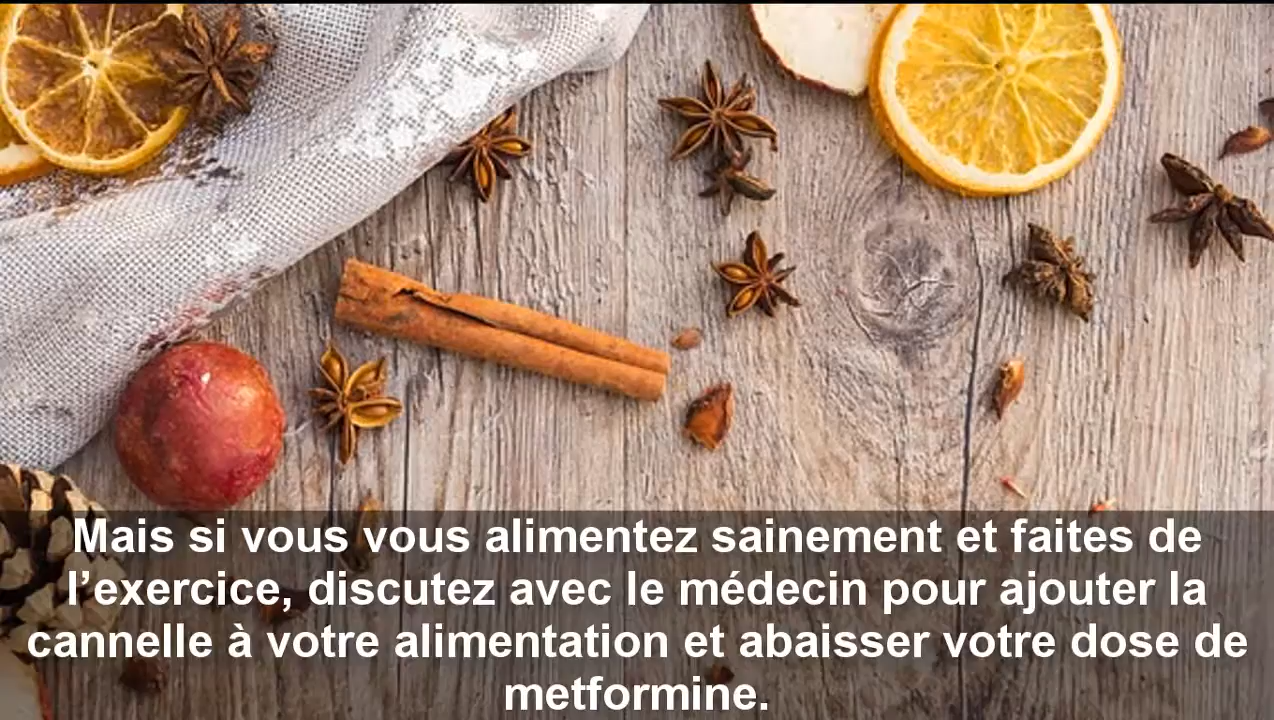 Mais si vous vous alimentez sainement et faites de
l’exercice, discutez avec le médecin pour ajouter la
cannelle à votre alimentation et abaisser votre dose de
metformine.